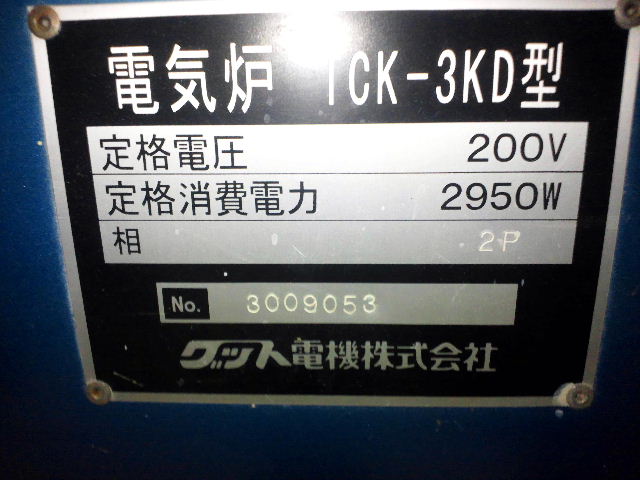 電気炉 TCK-3KD型
定格電圧 200V
定格消費電力 2950W
相 2P
No. 3009053
グット電機株式会社